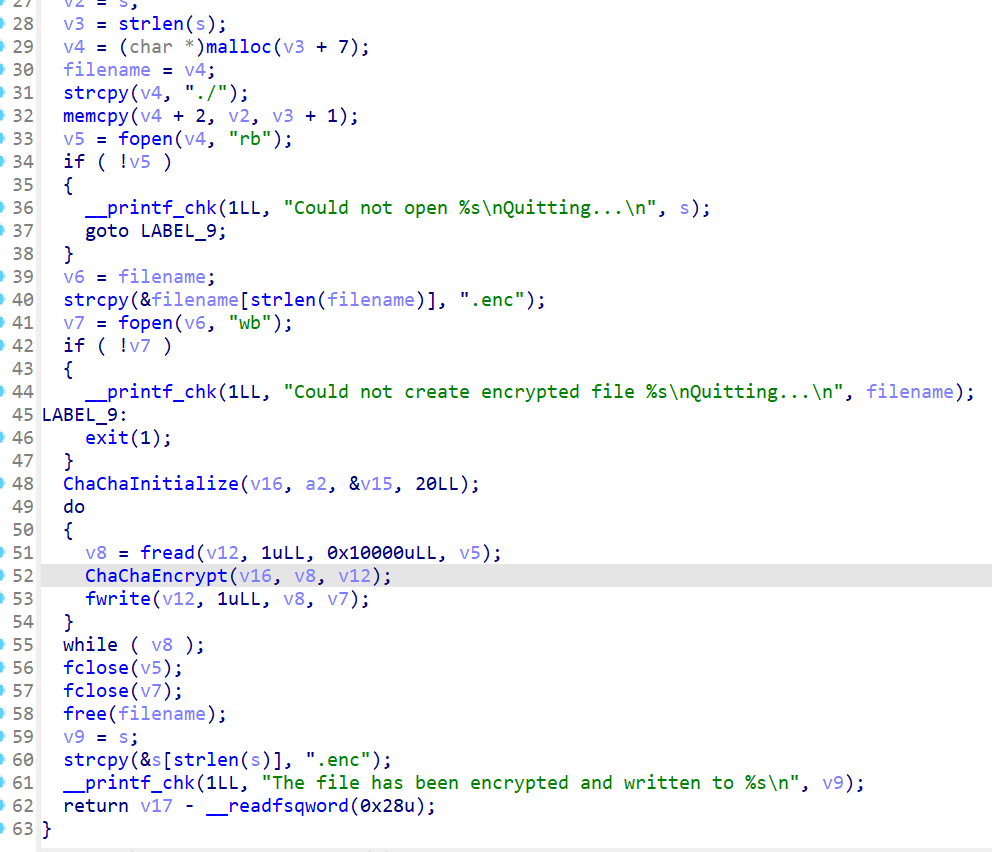 27 v2 = s;
28 v3 = strlen(s);
29 v4 = (char *)malloc(v3 + 7);
30 filename = v4;
31 strcpy(v4, "./");
32 memcpy(v4 + 2, v2, v3 + 1);
33 v5 = fopen(v4, "rb");
34 if ( !v5 )
35 {
36 __printf_chk(1LL, "Could not open %s\nQuitting...\n", s);
37 goto LABEL_9;
38 }
39 v6 = filename;
40 strcpy(&filename[strlen(filename)], ".enc");
41 v7 = fopen(v6, "wb");
42 if ( !v7 )
43 {
44 __printf_chk(1LL, "Could not create encrypted file %s\nQuitting...\n", filename);
45 LABEL_9:
46 exit(1);
47 }
48 ChaChaInitialize(v16, a2, &v15, 20LL);
49 do
50 {
51 v8 = fread(v12, 1uLL, 0x10000uLL, v5);
52 ChaChaEncrypt(v16, v8, v12);
53 fwrite(v12, 1uLL, v8, v7);
54 }
55 while ( v8 );
56 fclose(v5);
57 fclose(v7);
58 free(filename);
59 v9 = s;
60 strcpy(&s[strlen(s)], ".enc");
61 __printf_chk(1LL, "The file has been encrypted and written to %s\n", v9);
62 return v17 - __readfsqword(0x28u);
63 }